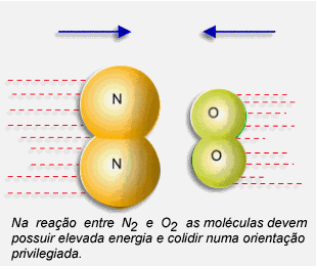 N
O
O
N
Na reação entre N2 e O2 as moléculas devem
possuir elevada energia e colidir numa orientação
privilegiada.